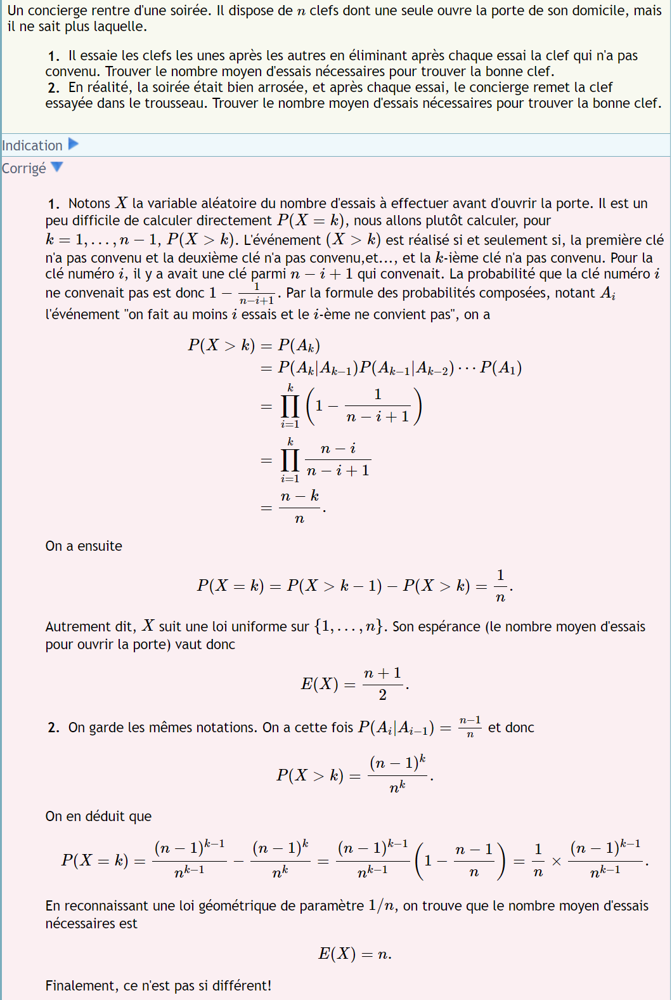 Un concierge rentre d'une soirée. Il dispose de n clefs dont une seule ouvre la porte de son domicile, mais
il ne sait plus laquelle.
1. Il essaie les clefs les unes après les autres en éliminant après chaque essai la clef qui n'a pas
convenu. Trouver le nombre moyen d'essais nécessaires pour trouver la bonne clef.
2. En réalité, la soirée était bien arrosée, et après chaque essai, le concierge remet la clef
essayée dans le trousseau. Trouver le nombre moyen d'essais nécessaires pour trouver la bonne clef.
Indication
Corrigé
1. Notons X la variable aléatoire du nombre d'essais à effectuer avant d'ouvrir la porte. Il est un
peu difficile de calculer directement P(X = k), nous allons plutôt calculer, pour
k = 1, . . . , n − 1, P(X > k). L'événement (X > k) est réalisé si et seulement si, la première clé
n'a pas convenu et la deuxième clé n'a pas convenu,et..., et la k-ième clé n'a pas convenu. Pour la
clé numéro i, il y a avait une clé parmi n − i + 1 qui convenait. La probabilité que la clé numéro i
ne convenait pas est donc 1 − \frac{1}{n−i+1}. Par la formule des probabilités composées, notant A_i
l'événement "on fait au moins i essais et le i-ème ne convient pas", on a
P(X > k) = P(A_k)
= P(A_k|A_{k−1})P(A_{k−1}|A_{k−2}) ⋯ P(A_1)
= \prod_{i=1}^{k} \left(1 − \frac{1}{n − i + 1}\right)
= \prod_{i=1}^{k} \frac{n − i}{n − i + 1}
= \frac{n − k}{n}.
On a ensuite
P(X = k) = P(X > k − 1) − P(X > k) = \frac{1}{n}.
Autrement dit, X suit une loi uniforme sur {1, . . . , n}. Son espérance (le nombre moyen d'essais
pour ouvrir la porte) vaut donc
E(X) = \frac{n + 1}{2}.
2. On garde les mêmes notations. On a cette fois P(A_i|A_{i−1}) = \frac{n−1}{n} et donc
P(X > k) = \frac{(n − 1)^k}{n^k}.
On en déduit que
P(X = k) = \frac{(n − 1)^{k−1}}{n^{k−1}} − \frac{(n − 1)^k}{n^k} = \frac{(n − 1)^{k−1}}{n^{k−1}} \left(1 − \frac{n − 1}{n}\right) = \frac{1}{n} × \frac{(n − 1)^{k−1}}{n^{k−1}}.
En reconnaissant une loi géométrique de paramètre 1/n, on trouve que le nombre moyen d'essais
nécessaires est
E(X) = n.
Finalement, ce n'est pas si différent!